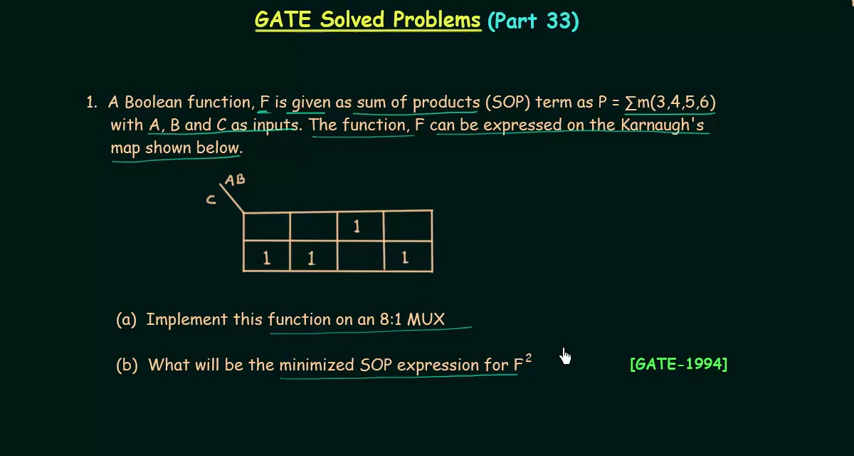 GATE Solved Problems (Part 33)
1. A Boolean function, F is given as sum of products (SOP) term as P = ∑m(3,4,5,6)
with A, B and C as inputs. The function, F can be expressed on the Karnaugh's
map shown below.
AB
C
1
1 1 1
(a) Implement this function on an 8:1 MUX
(b) What will be the minimized SOP expression for F²
[GATE-1994]